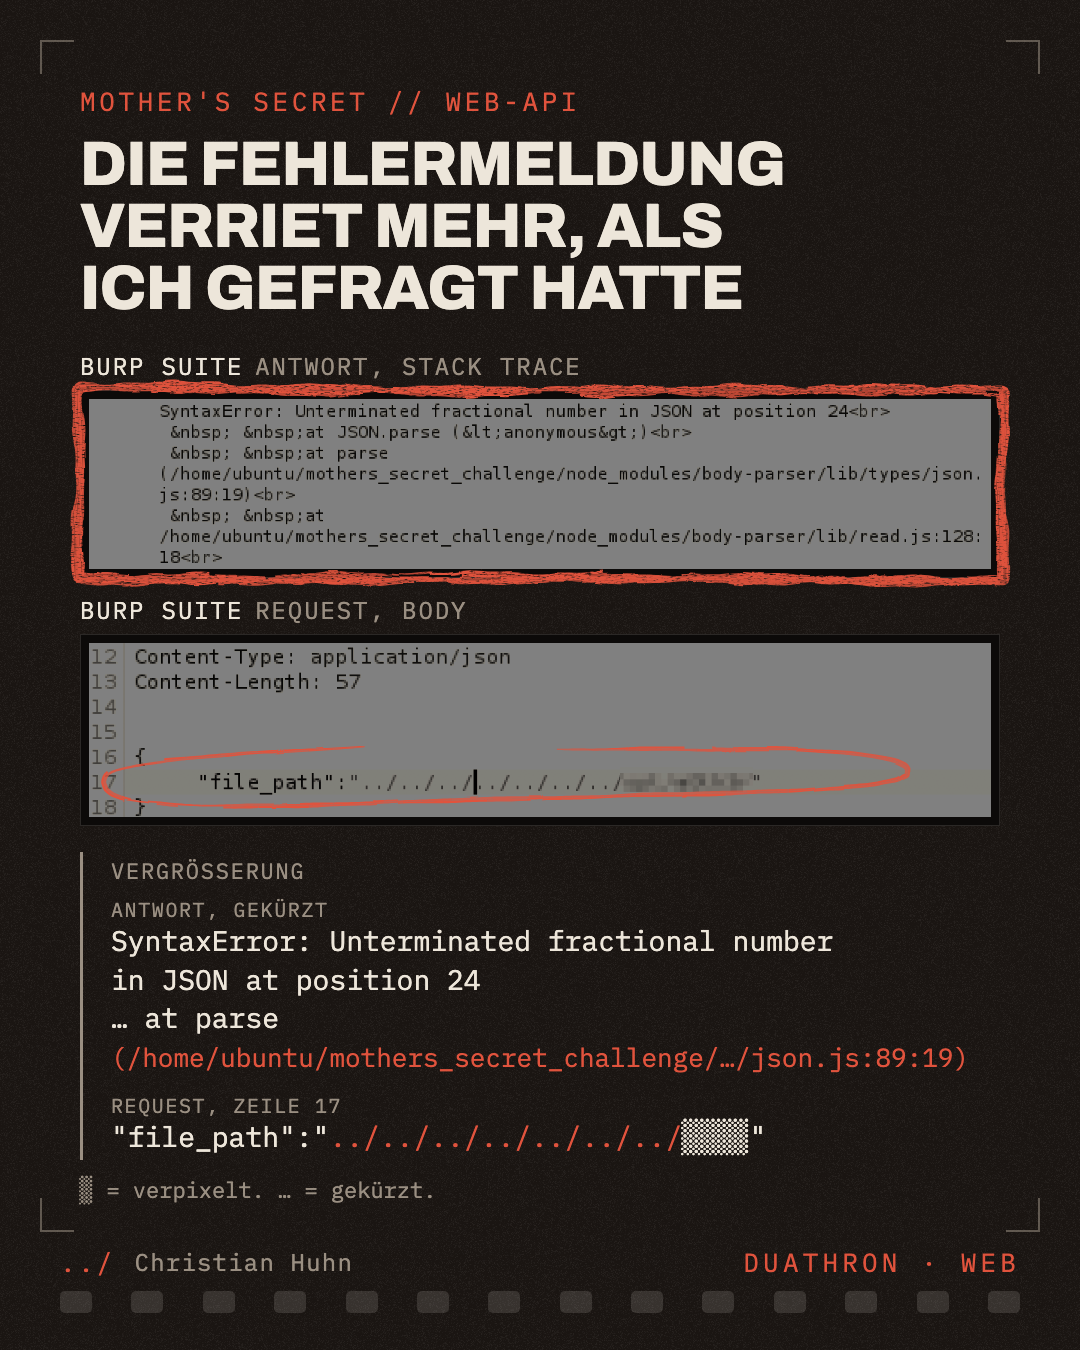 MOTHER'S SECRET // WEB-API
DIE FEHLERMELDUNG
VERRIET MEHR, ALS
ICH GEFRAGT HATTE
BURP SUITE ANTWORT, STACK TRACE
SyntaxError: Unterminated fractional number in JSON at position 24<br>
&nbsp; &nbsp;at JSON.parse (&lt;anonymous&gt;)<br>
&nbsp; &nbsp;at parse
(/home/ubuntu/mothers_secret_challenge/node_modules/body-parser/lib/types/json.
js:89:19)<br>
&nbsp; &nbsp;at
/home/ubuntu/mothers_secret_challenge/node_modules/body-parser/lib/read.js:128:
18<br>
BURP SUITE REQUEST, BODY
12 Content-Type: application/json
13 Content-Length: 57
14
15
16 {
17 "file_path":"../../../../../../../"
18 }
VERGRÖSSERUNG
ANTWORT, GEKÜRZT
SyntaxError: Unterminated fractional number
in JSON at position 24
… at parse
(/home/ubuntu/mothers_secret_challenge/…/json.js:89:19)
REQUEST, ZEILE 17
"file_path":"../../../../../../../▒▒▒▒"
▒ = verpixelt. … = gekürzt.
../ Christian Huhn
DUATHRON · WEB